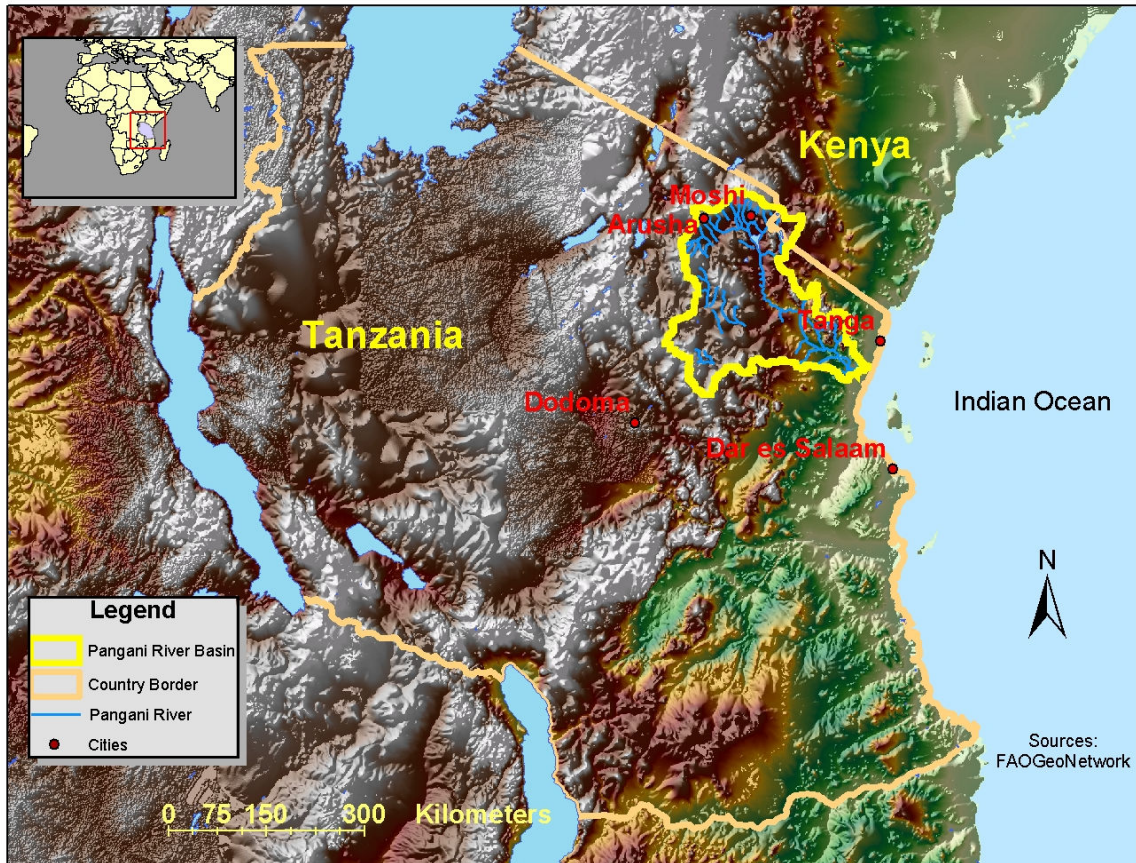 Kenya
Moshi
Arusha
Tanzania
Tanga
Dodoma
Indian Ocean
Dar es Salaam
N
Legend
Pangani River Basin
Country Border
Pangani River
Cities
Sources:
FAOGeoNetwork
0 75 150 300 Kilometers